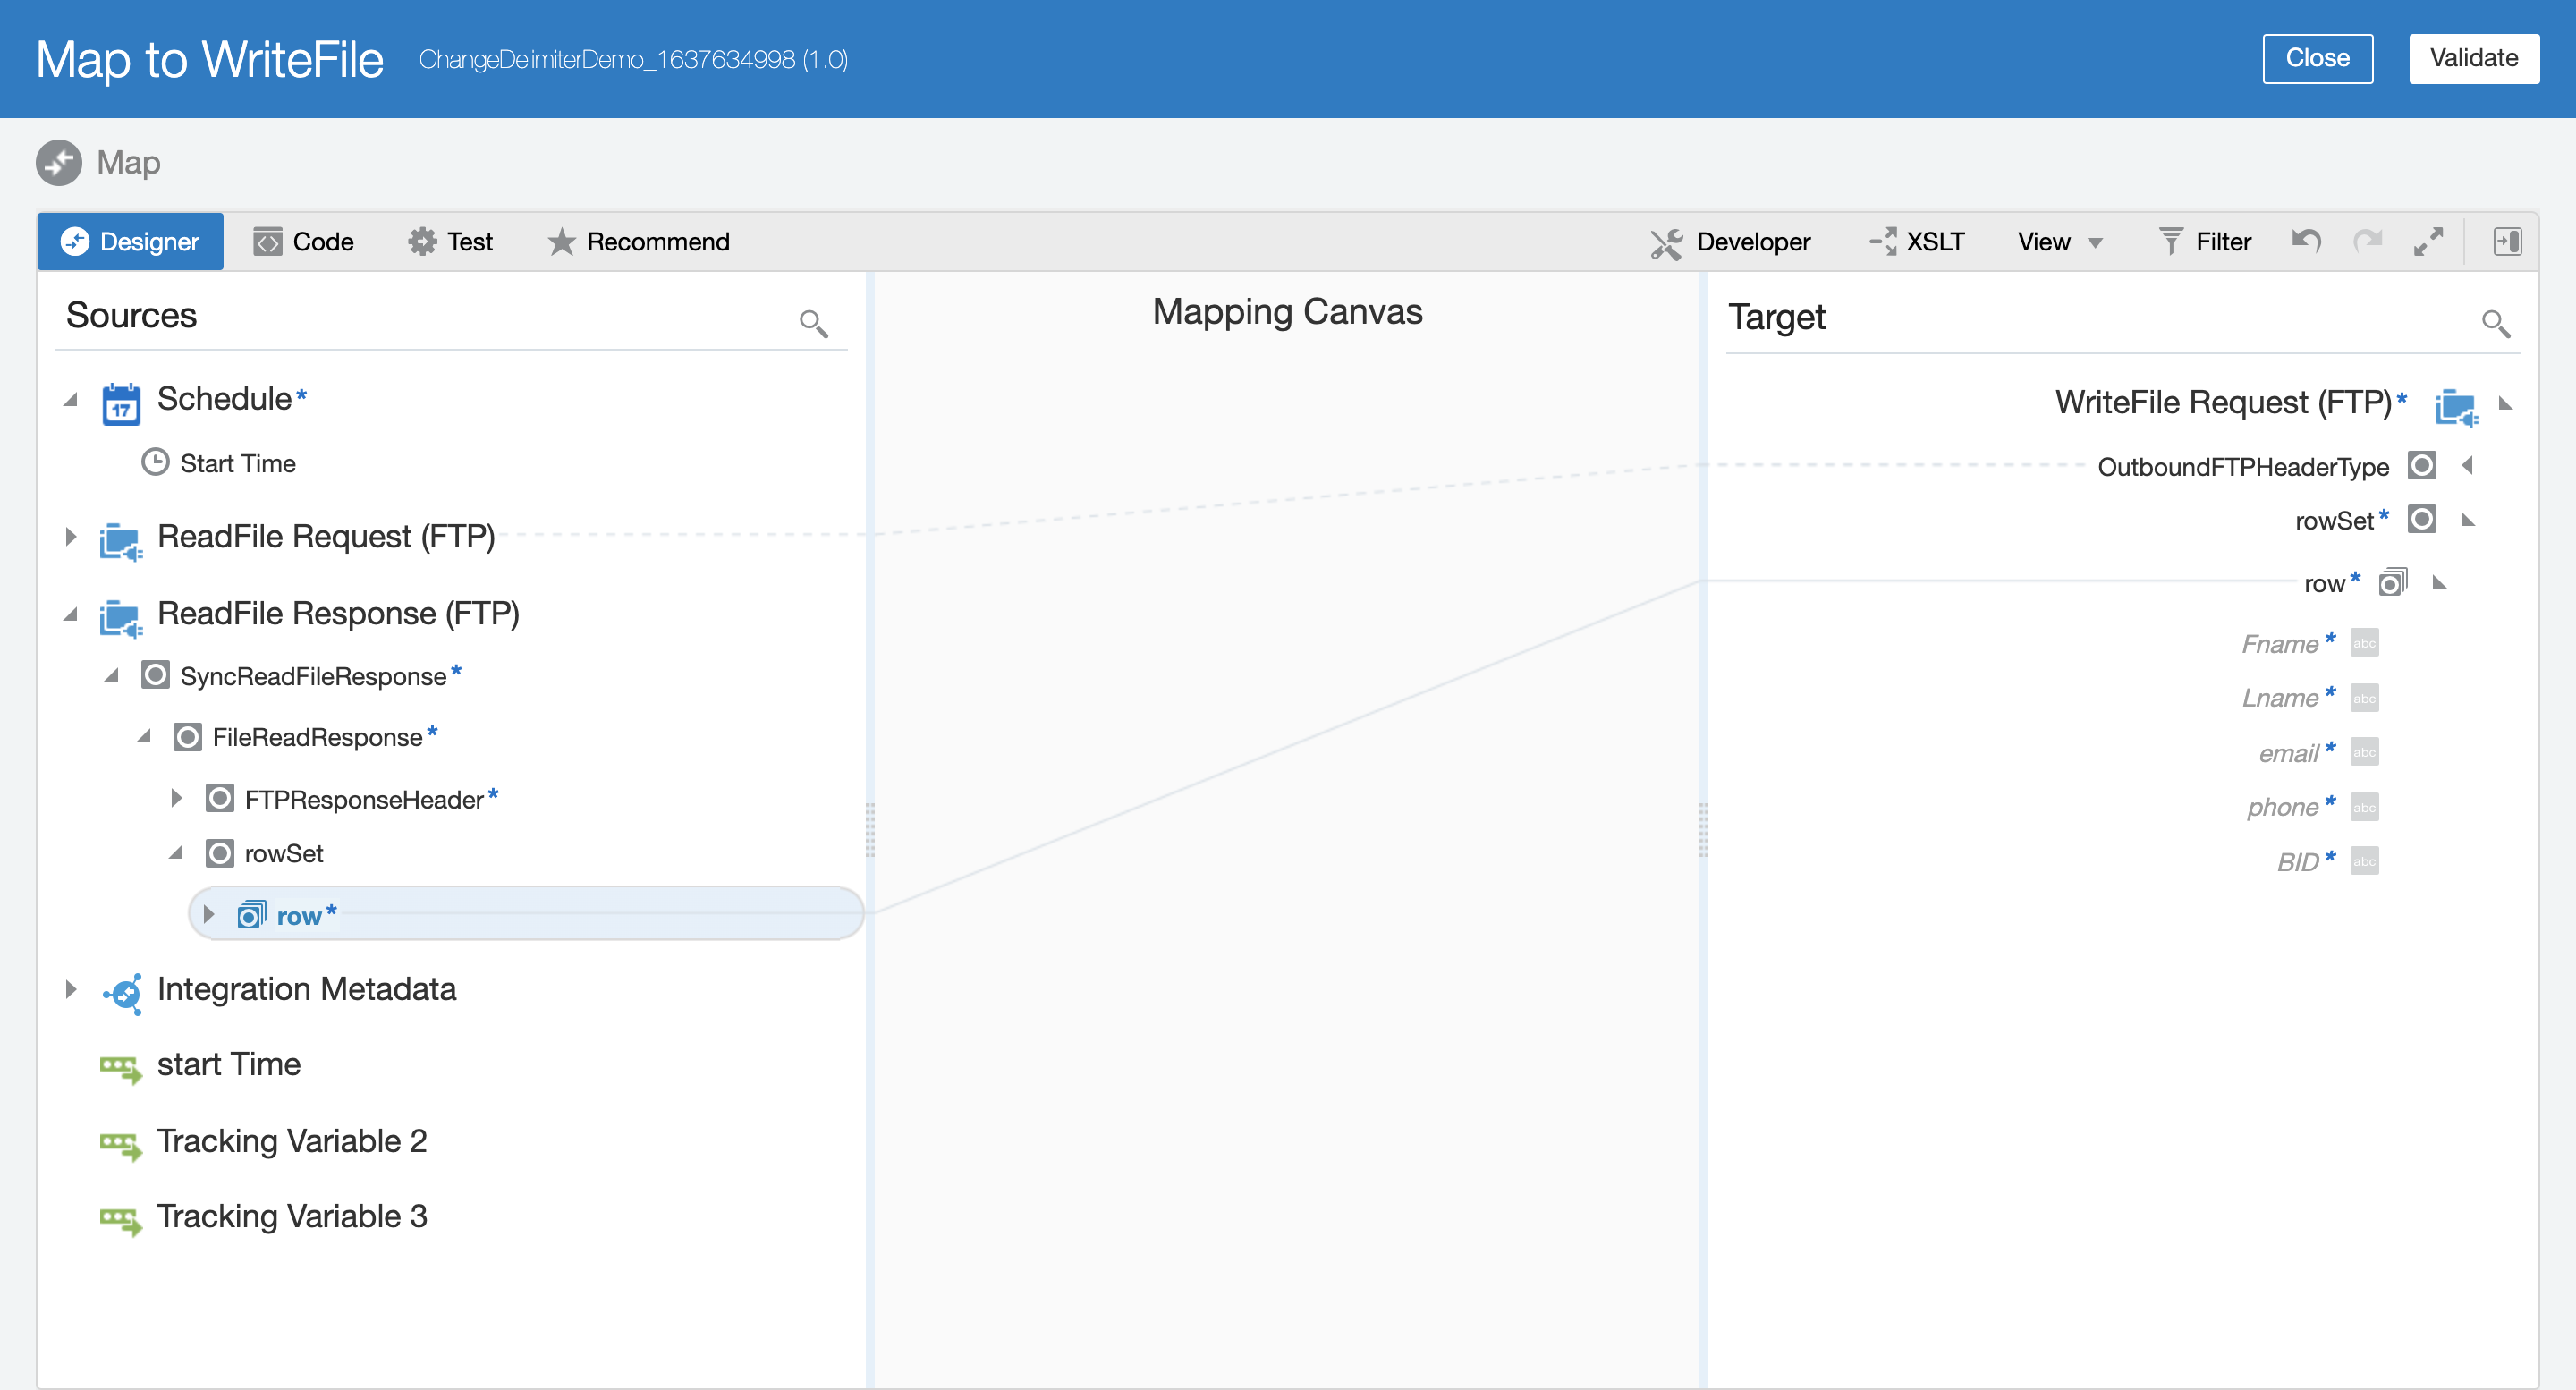 Map to WriteFile ChangeDelimiterDemo_1637634998 (1.0) Close Validate
Map
Designer Code Test Recommend Developer XSLT View Filter
Sources
Schedule*
17
Start Time
ReadFile Request (FTP)
ReadFile Response (FTP)
SyncReadFileResponse*
FileReadResponse*
FTPResponseHeader*
rowSet
row*
Integration Metadata
start Time
Tracking Variable 2
Tracking Variable 3
Mapping Canvas
Target
WriteFile Request (FTP)*
OutboundFTPHeaderType
rowSet*
row*
Fname* abc
Lname* abc
email* abc
phone* abc
BID* abc